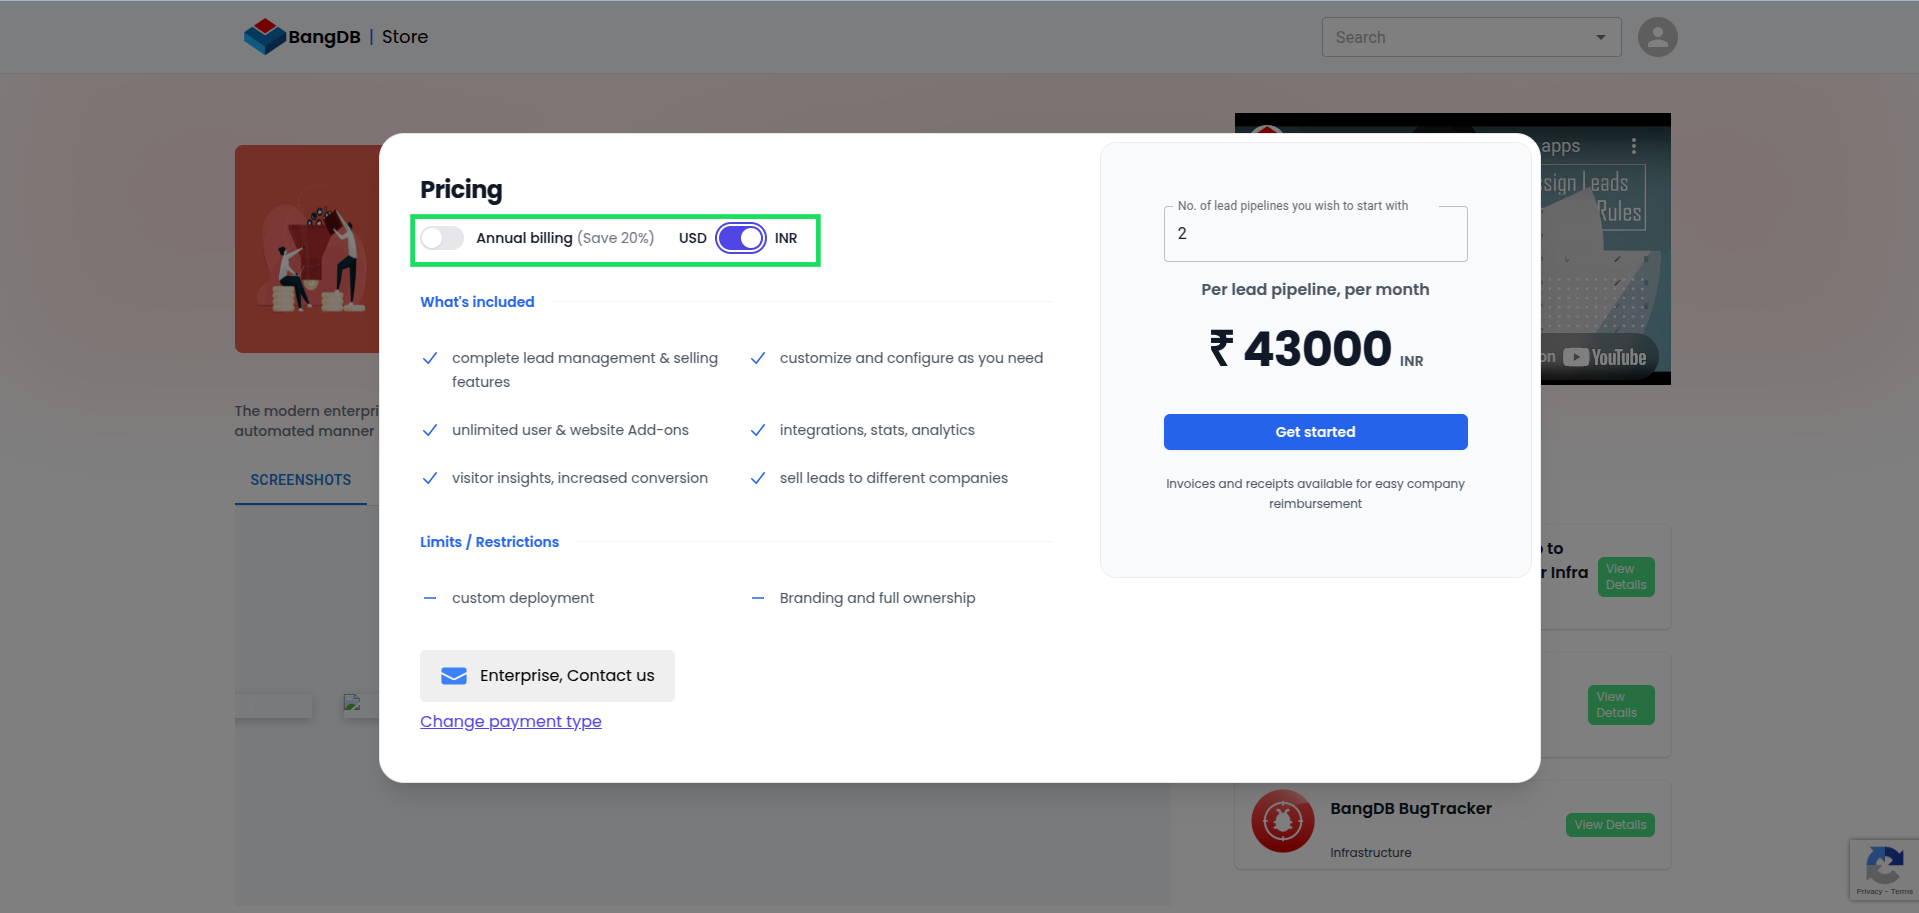 BangDB | Store
Search
apps
sign Leads
Rules
on YouTube
Pricing
Annual billing (Save 20%) USD INR
What's included
complete lead management & selling
features
customize and configure as you need
unlimited user & website Add-ons
integrations, stats, analytics
visitor insights, increased conversion
sell leads to different companies
Limits / Restrictions
custom deployment
Branding and full ownership
Enterprise, Contact us
Change payment type
No. of lead pipelines you wish to start with
2
Per lead pipeline, per month
₹ 43000 INR
Get started
Invoices and receipts available for easy company
reimbursement
The modern enterpri
automated manner
SCREENSHOTS
to
r Infra
View
Details
View
Details
BangDB BugTracker
Infrastructure
View Details
Privacy - Terms